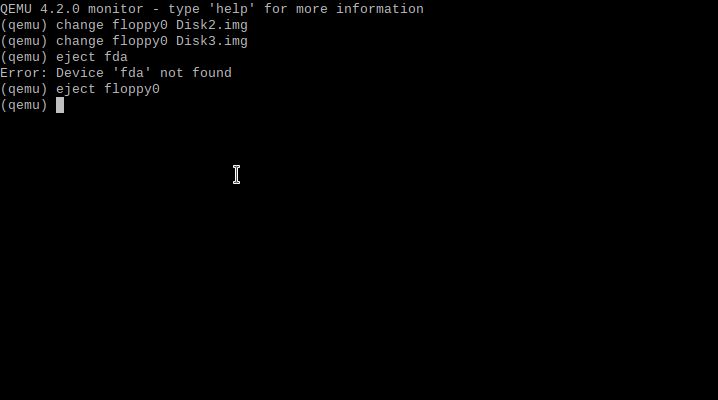 QEMU 4.2.0 monitor - type 'help' for more information
(qemu) change floppy0 Disk2.img
(qemu) change floppy0 Disk3.img
(qemu) eject fda
Error: Device 'fda' not found
(qemu) eject floppy0
(qemu)